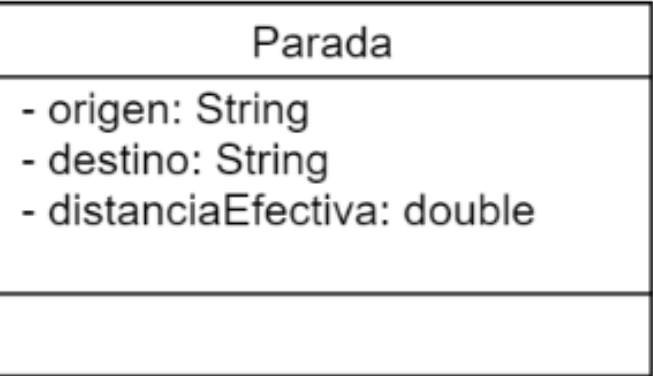 Parada
- origen: String
- destino: String
- distanciaEfectiva: double